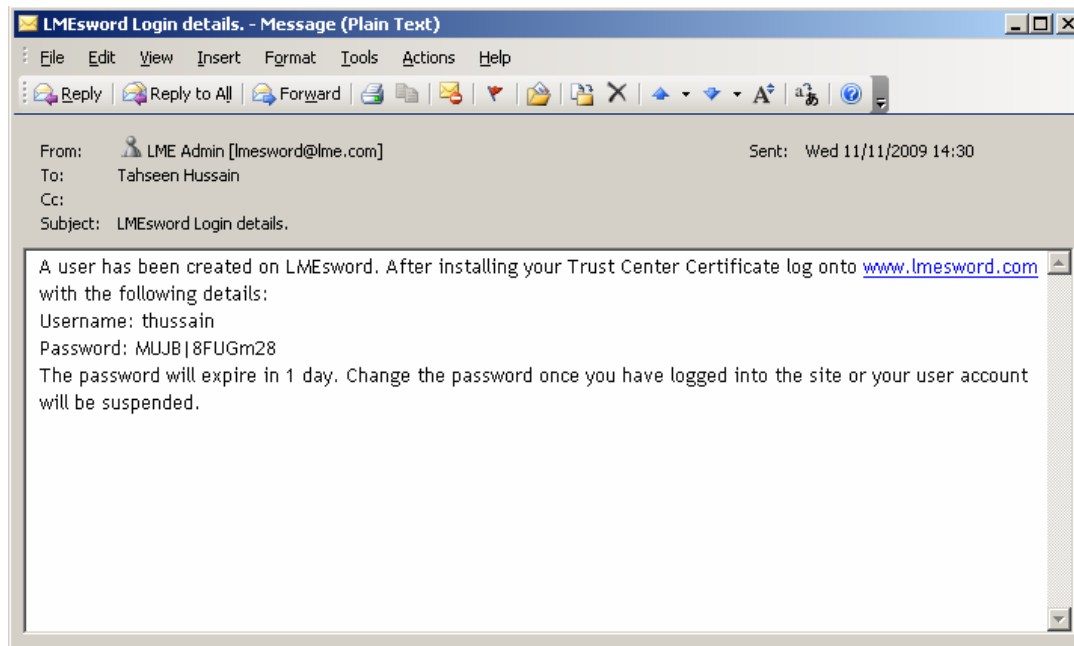 LMEsword Login details. - Message (Plain Text)
File Edit View Insert Format Tools Actions Help
Reply Reply to All Forward
From: LME Admin [lmesword@lme.com] Sent: Wed 11/11/2009 14:30
To: Tahseen Hussain
Cc:
Subject: LMEsword Login details.
A user has been created on LMEsword. After installing your Trust Center Certificate log onto www.lmesword.com
with the following details:
Username: thussain
Password: MUJB|8FUGm28
The password will expire in 1 day. Change the password once you have logged into the site or your user account
will be suspended.